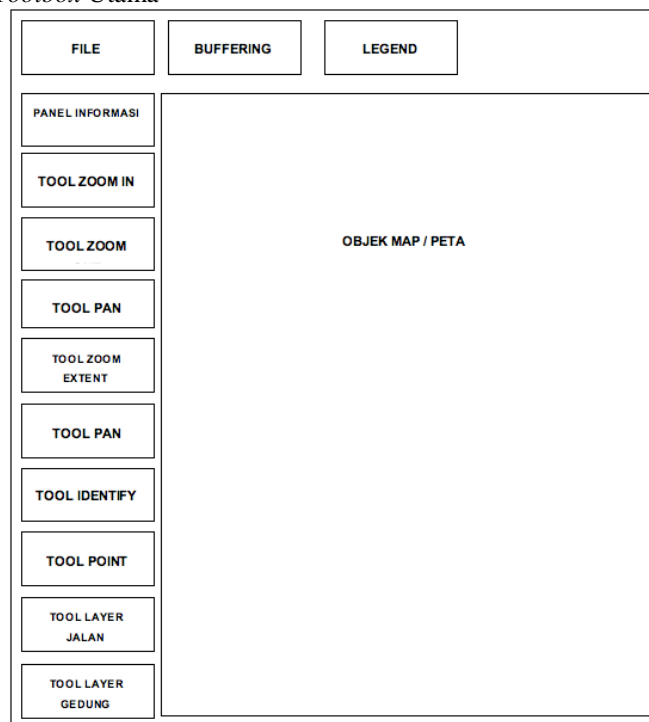 Utama
FILE
BUFFERING
LEGEND
PANEL INFORMASI
TOOL ZOOM IN
OBJEK MAP / PETA
TOOL ZOOM
TOOL PAN
TOOL ZOOM
EXTENT
TOOL PAN
TOOL IDENTIFY
TOOL POINT
TOOL LAYER
JALAN
TOOL LAYER
GEDUNG